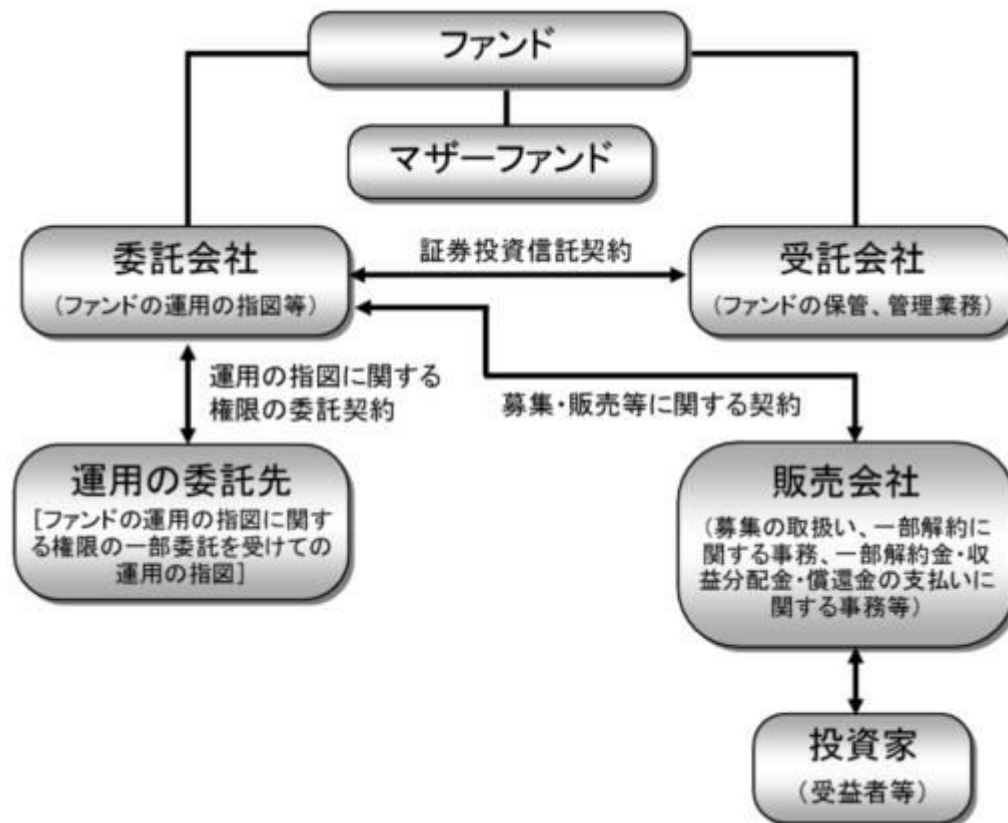 ファンド
マザーファンド
委託会社
(ファンドの運用の指図等)
証券投資信託契約
受託会社
(ファンドの保管、管理業務)
運用の指図に関する
権限の委託契約
募集・販売等に関する契約
運用の委託先
[ファンドの運用の指図に関す
る権限の一部委託を受けての
運用の指図]
販売会社
(募集の取扱い、一部解約に
関する事務、一部解約金・収
益分配金・償還金の支払いに
関する事務等)
投資家
(受益者等)